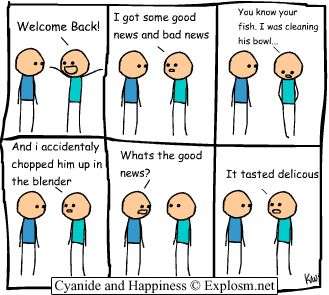 Welcome Back!
I got some good
news and bad news
You know your
fish. I was cleaning
his bowl...
And i accidentaly
chopped him up in
the blender
Whats the good
news?
It tasted delicous
KW
Cyanide and Happiness © Explosm.net